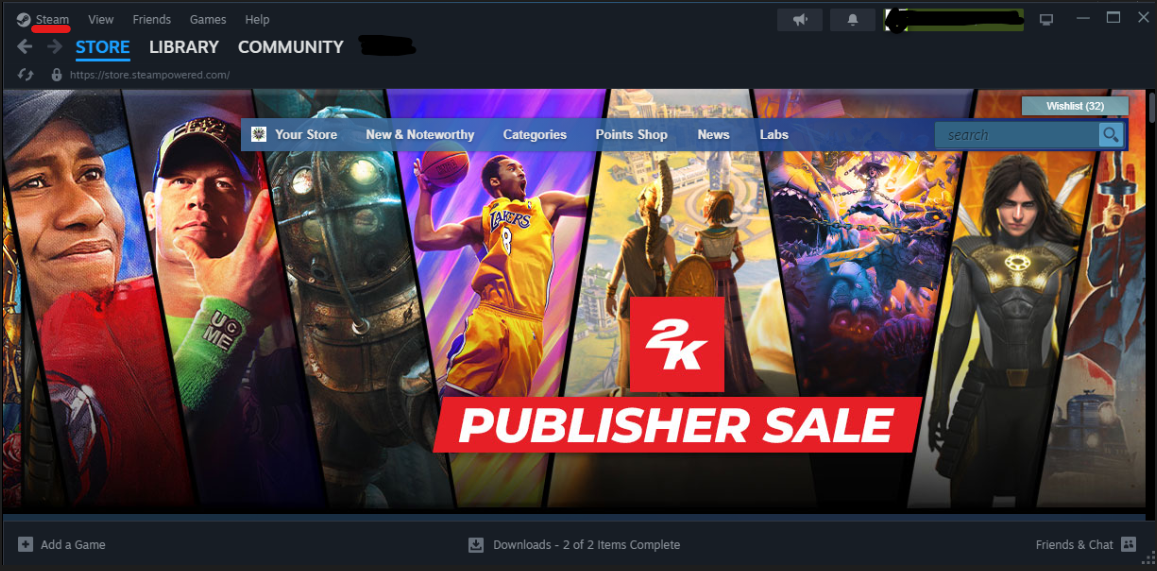 Steam View Friends Games Help
STORE LIBRARY COMMUNITY
https://store.steampowered.com/
Wishlist (32)
Your Store New & Noteworthy Categories Points Shop News Labs search
LAKERS
8
U C
ME
2K
PUBLISHER SALE
Add a Game Downloads - 2 of 2 Items Complete Friends & Chat